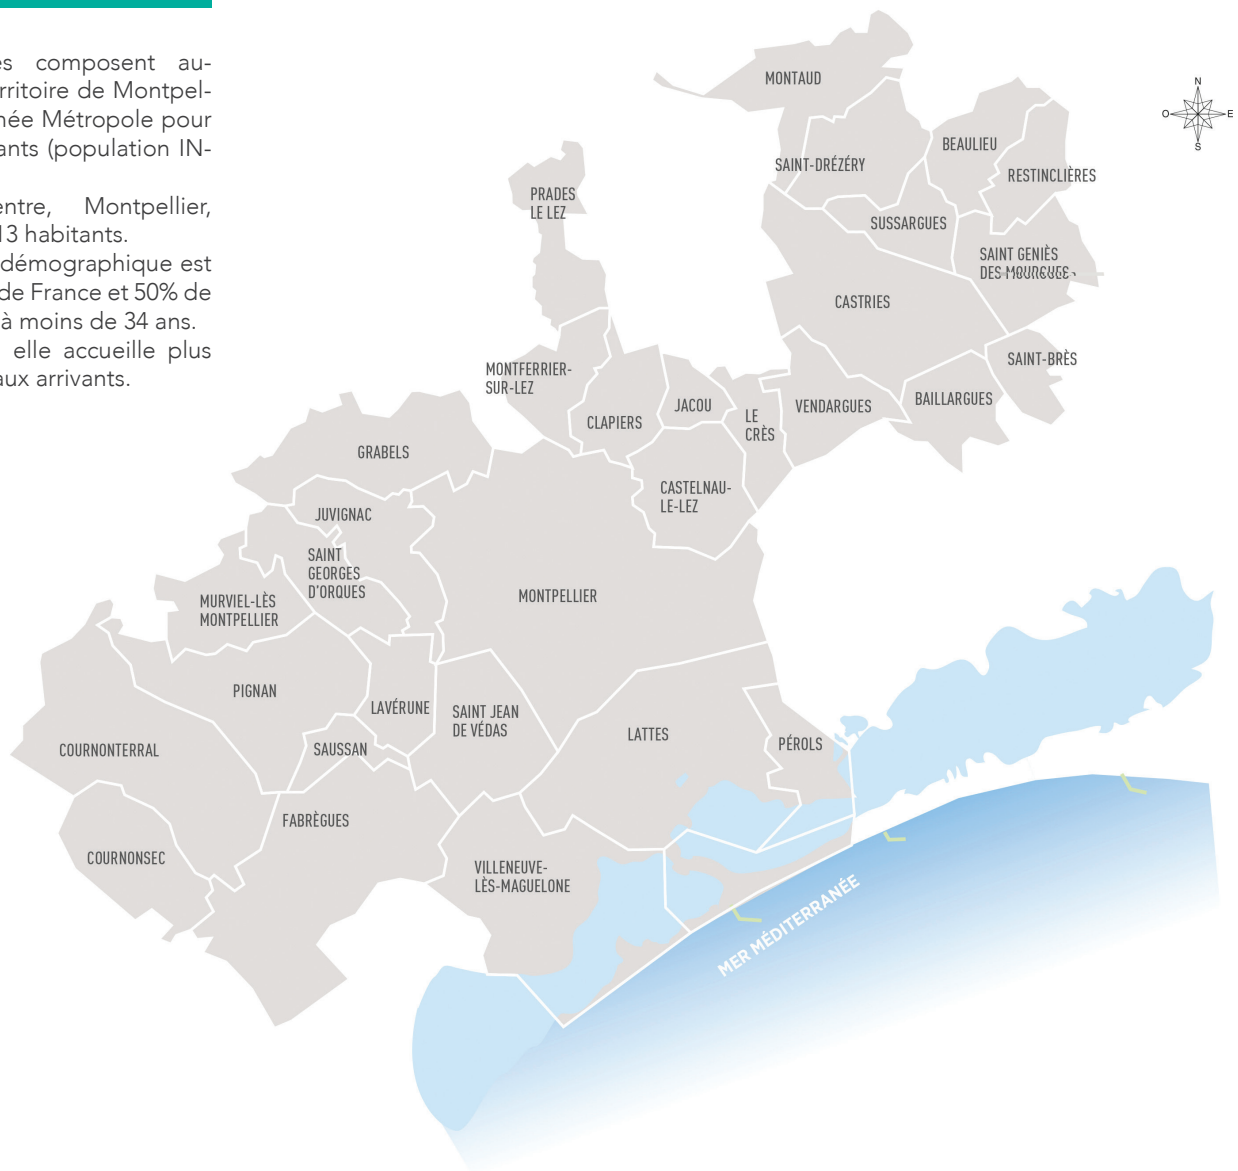 es composent au-
rritoire de Montpel-
née Métropole pour
ants (population IN-
entre, Montpellier,
13 habitants.
démographique est
de France et 50% de
à moins de 34 ans.
elle accueille plus
aux arrivants.
N
O
E
S
MONTAUD
BEAULIEU
SAINT-DRÉZÉRY
RESTINCLIÈRES
PRADES
LE LEZ
SUSSARGUES
SAINT GENIÈS
DES MOURGUES
CASTRIES
MONTFERRIER-
SUR-LEZ
SAINT-BRÈS
JACOU
VENDARGUES
BAILLARGUES
CLAPIERS
LE
CRÈS
GRABELS
CASTELNAU-
LE-LEZ
JUVIGNAC
SAINT
GEORGES
D'ORQUES
MONTPELLIER
MURVIEL-LÈS
MONTPELLIER
PIGNAN
LAVÉRUNE
SAINT JEAN
DE VÉDAS
LATTES
PÉROLS
COURNONTERRAL
SAUSSAN
FABRÈGUES
COURNONSEC
VILLENEUVE-
LÈS-MAGUELONE
MER MÉDITERRANÉE